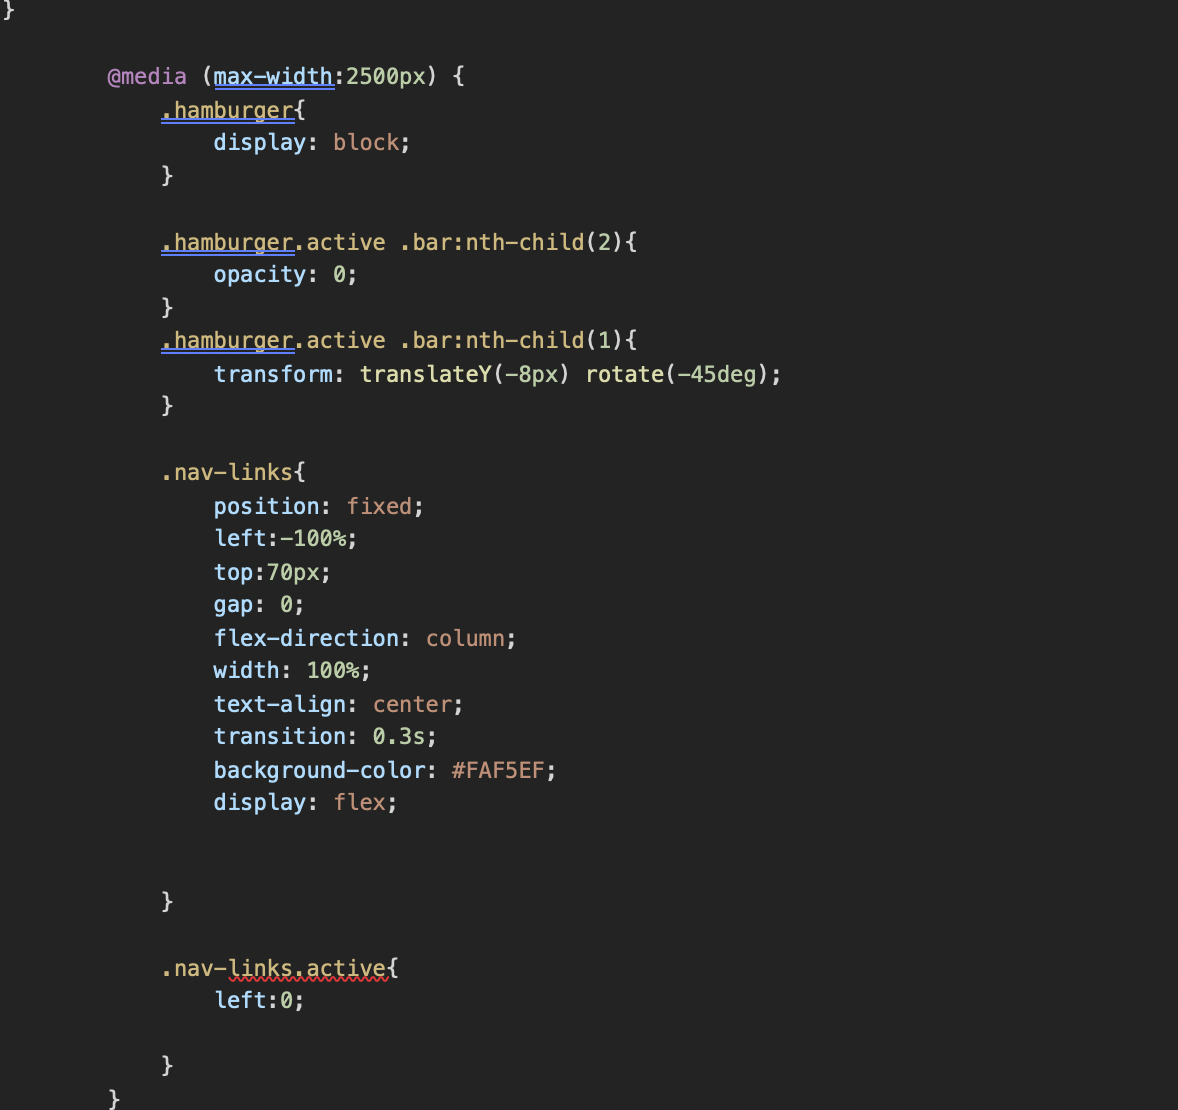 }
@media (max-width:2500px) {
.hamburger{
display: block;
}
.hamburger.active .bar:nth-child(2){
opacity: 0;
}
.hamburger.active .bar:nth-child(1){
transform: translateY(-8px) rotate(-45deg);
}
.nav-links{
position: fixed;
left:-100%;
top:70px;
gap: 0;
flex-direction: column;
width: 100%;
text-align: center;
transition: 0.3s;
background-color: #FAF5EF;
display: flex;
}
.nav-links.active{
left:0;
}
}